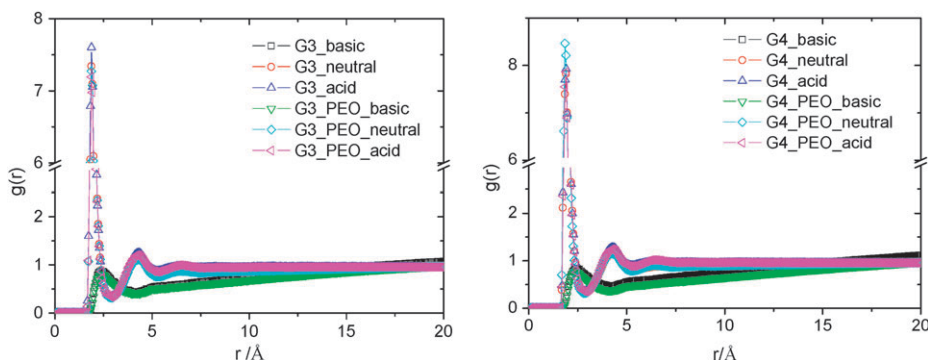 8
7
6
2
1
0
g(r)
G3_basic
G3_neutral
G3_acid
G3_PEO_basic
G3_PEO_neutral
G3_PEO_acid
0 5 10 15 20
r /Å
8
6
2
1
0
g(r)
G4_basic
G4_neutral
G4_acid
G4_PEO_basic
G4_PEO_neutral
G4_PEO_acid
0 5 10 15 20
r/Å